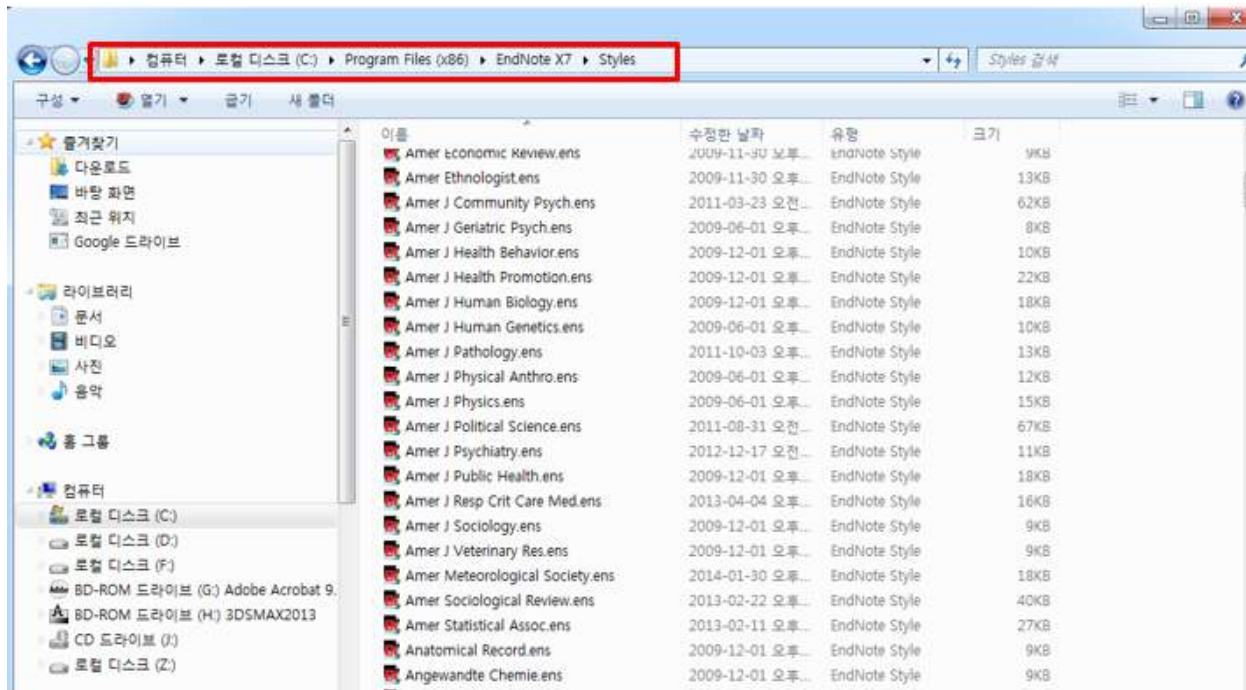 컴퓨터 ▸ 로컬 디스크 (C:) ▸ Program Files (x86) ▸ EndNote X7 ▸ Styles
Styles 검색
구성 열기 굽기 새 폴더
이름 수정한 날짜 유형 크기
즐겨찾기
다운로드
바탕 화면
최근 위치
Google 드라이브
라이브러리
문서
비디오
사진
음악
홈 그룹
컴퓨터
로컬 디스크 (C:)
로컬 디스크 (D:)
로컬 디스크 (F:)
BD-ROM 드라이브 (G:) Adobe Acrobat 9.
BD-ROM 드라이브 (H:) 3DSMAX2013
CD 드라이브 (I:)
로컬 디스크 (Z:)
Amer Economic Review.ens 2009-11-30 오후... EndNote Style 9KB
Amer Ethnologist.ens 2009-11-30 오후... EndNote Style 13KB
Amer J Community Psych.ens 2011-03-23 오전... EndNote Style 62KB
Amer J Geriatric Psych.ens 2009-06-01 오후... EndNote Style 8KB
Amer J Health Behavior.ens 2009-12-01 오후... EndNote Style 10KB
Amer J Health Promotion.ens 2009-12-01 오후... EndNote Style 22KB
Amer J Human Biology.ens 2009-12-01 오후... EndNote Style 18KB
Amer J Human Genetics.ens 2009-06-01 오후... EndNote Style 10KB
Amer J Pathology.ens 2011-10-03 오후... EndNote Style 13KB
Amer J Physical Anthro.ens 2009-06-01 오후... EndNote Style 12KB
Amer J Physics.ens 2009-06-01 오후... EndNote Style 15KB
Amer J Political Science.ens 2011-08-31 오전... EndNote Style 67KB
Amer J Psychiatry.ens 2012-12-17 오전... EndNote Style 11KB
Amer J Public Health.ens 2009-12-01 오후... EndNote Style 18KB
Amer J Resp Crit Care Med.ens 2013-04-04 오후... EndNote Style 16KB
Amer J Sociology.ens 2009-12-01 오후... EndNote Style 9KB
Amer J Veterinary Res.ens 2009-12-01 오후... EndNote Style 9KB
Amer Meteorological Society.ens 2014-01-30 오후... EndNote Style 18KB
Amer Sociological Review.ens 2013-02-22 오후... EndNote Style 40KB
Amer Statistical Assoc.ens 2013-02-11 오후... EndNote Style 27KB
Anatomical Record.ens 2009-12-01 오후... EndNote Style 9KB
Angewandte Chemie.ens 2009-12-01 오후... EndNote Style 9KB